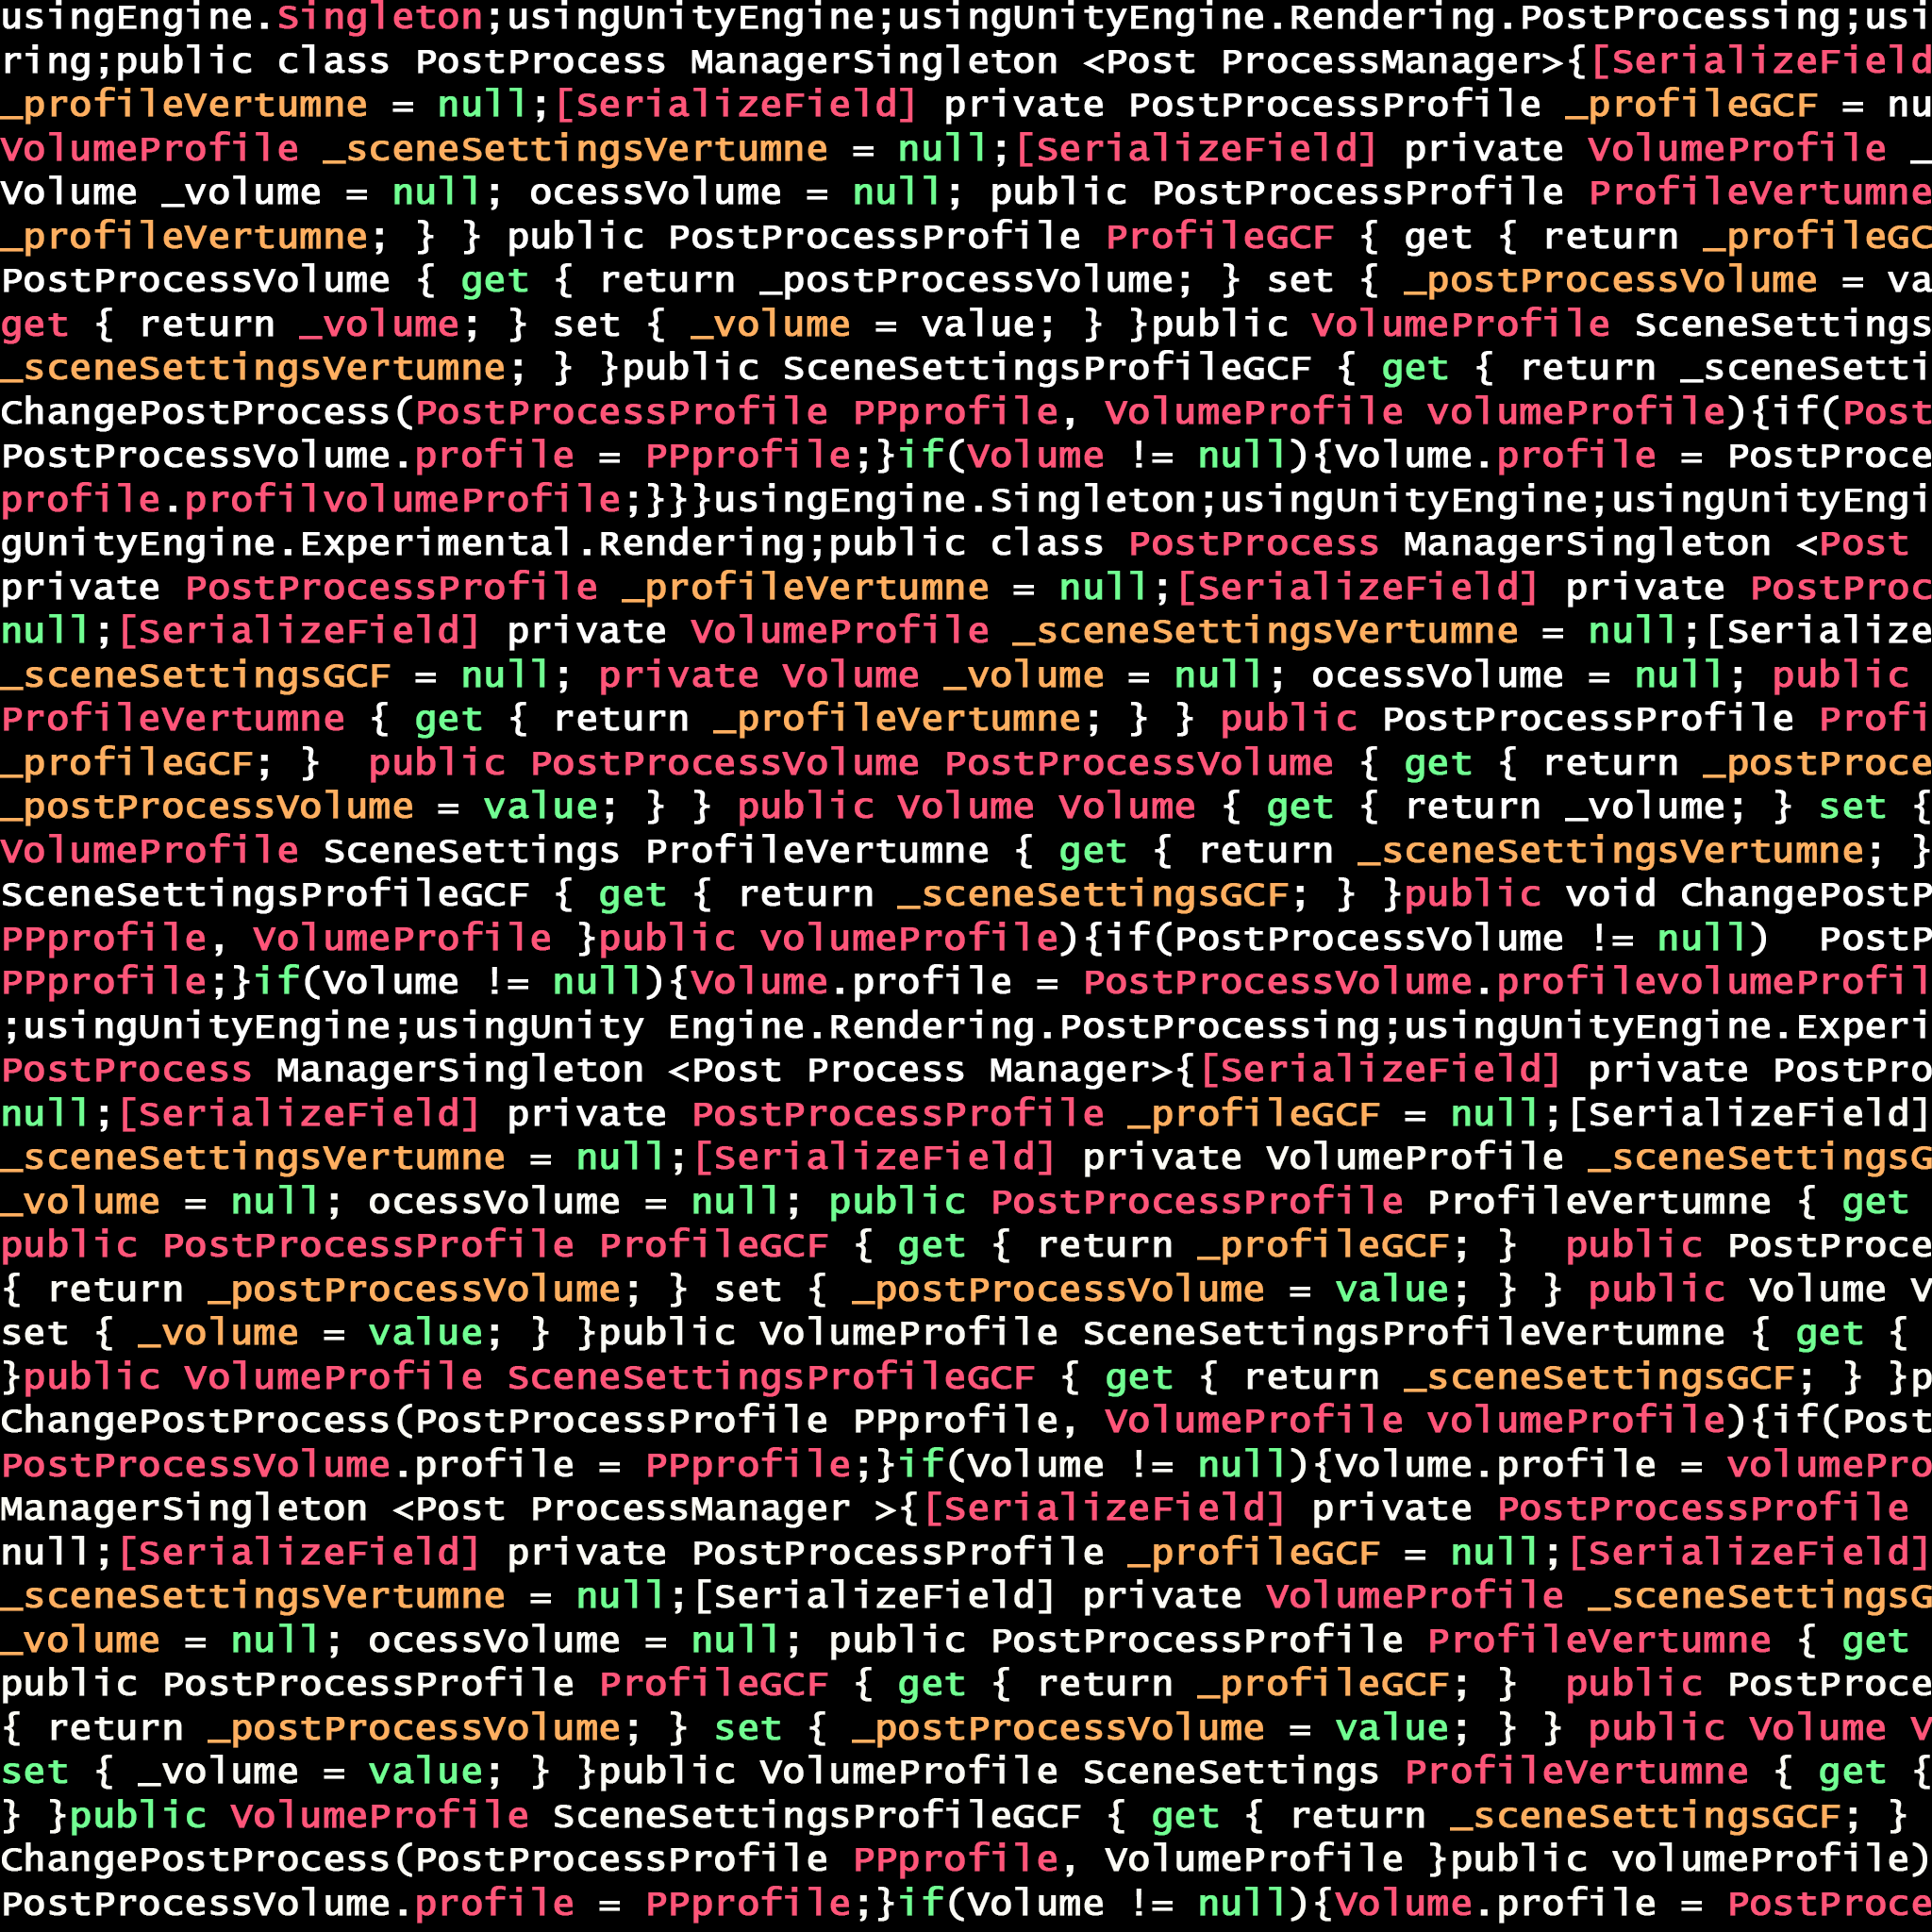 usingEngine.Singleton;usingUnityEngine;usingUnityEngine.Rendering.PostProcessing;usi
ring;public class PostProcess ManagerSingleton <Post ProcessManager>{[SerializeField
_profileVertumne = null;[SerializeField] private PostProcessProfile _profileGCF = nu
VolumeProfile _sceneSettingsVertumne = null;[SerializeField] private VolumeProfile _
Volume _volume = null; ocessVolume = null; public PostProcessProfile ProfileVertumne
_profileVertumne; } } public PostProcessProfile ProfileGCF { get { return _profileGC
PostProcessVolume { get { return _postProcessVolume; } set { _postProcessVolume = va
get { return _volume; } set { _volume = value; } }public VolumeProfile SceneSettings
_sceneSettingsVertumne; } }public SceneSettingsProfileGCF { get { return _sceneSetti
ChangePostProcess(PostProcessProfile PPprofile, VolumeProfile volumeProfile){if(Post
PostProcessVolume.profile = PPprofile;}if(Volume != null){Volume.profile = PostProce
profile.profilvolumeProfile;}}}usingEngine.Singleton;usingUnityEngine;usingUnityEngi
gUnityEngine.Experimental.Rendering;public class PostProcess ManagerSingleton <Post
private PostProcessProfile _profileVertumne = null;[SerializeField] private PostProc
null;[SerializeField] private VolumeProfile _sceneSettingsVertumne = null;[Serialize
_sceneSettingsGCF = null; private Volume _volume = null; ocessVolume = null; public
ProfileVertumne { get { return _profileVertumne; } } public PostProcessProfile Profi
_profileGCF; }  public PostProcessVolume PostProcessVolume { get { return _postProce
_postProcessVolume = value; } } public Volume Volume { get { return _volume; } set {
VolumeProfile SceneSettings ProfileVertumne { get { return _sceneSettingsVertumne; }
SceneSettingsProfileGCF { get { return _sceneSettingsGCF; } }public void ChangePostP
PPprofile, VolumeProfile }public volumeProfile){if(PostProcessVolume != null)  PostP
PPprofile;}if(Volume != null){Volume.profile = PostProcessVolume.profilevolumeProfil
;usingUnityEngine;usingUnity Engine.Rendering.PostProcessing;usingUnityEngine.Experi
PostProcess ManagerSingleton <Post Process Manager>{[SerializeField] private PostPro
null;[SerializeField] private PostProcessProfile _profileGCF = null;[SerializeField]
_sceneSettingsVertumne = null;[SerializeField] private VolumeProfile _sceneSettingsG
_volume = null; ocessVolume = null; public PostProcessProfile ProfileVertumne { get
public PostProcessProfile ProfileGCF { get { return _profileGCF; }  public PostProce
{ return _postProcessVolume; } set { _postProcessVolume = value; } } public Volume V
set { _volume = value; } }public VolumeProfile SceneSettingsProfileVertumne { get {
}public VolumeProfile SceneSettingsProfileGCF { get { return _sceneSettingsGCF; } }p
ChangePostProcess(PostProcessProfile PPprofile, VolumeProfile volumeProfile){if(Post
PostProcessVolume.profile = PPprofile;}if(Volume != null){Volume.profile = volumePro
ManagerSingleton <Post ProcessManager >{[SerializeField] private PostProcessProfile
null;[SerializeField] private PostProcessProfile _profileGCF = null;[SerializeField]
_sceneSettingsVertumne = null;[SerializeField] private VolumeProfile _sceneSettingsG
_volume = null; ocessVolume = null; public PostProcessProfile ProfileVertumne { get
public PostProcessProfile ProfileGCF { get { return _profileGCF; }  public PostProce
{ return _postProcessVolume; } set { _postProcessVolume = value; } } public Volume V
set { _volume = value; } }public VolumeProfile SceneSettings ProfileVertumne { get {
} }public VolumeProfile SceneSettingsProfileGCF { get { return _sceneSettingsGCF; }
ChangePostProcess(PostProcessProfile PPprofile, VolumeProfile }public volumeProfile)
PostProcessVolume.profile = PPprofile;}if(Volume != null){Volume.profile = PostProce